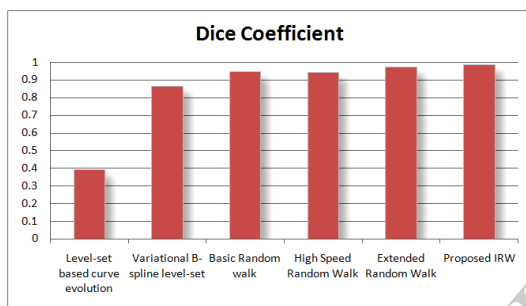 Dice Coefficient
1
0.9
0.8
0.7
0.6
0.5
0.4
0.3
0.2
0.1
0
Level-set
based curve
evolution
Variational B-
spline level-set
Basic Random
walk
High Speed
Random Walk
Extended
Random Walk
Proposed IRW